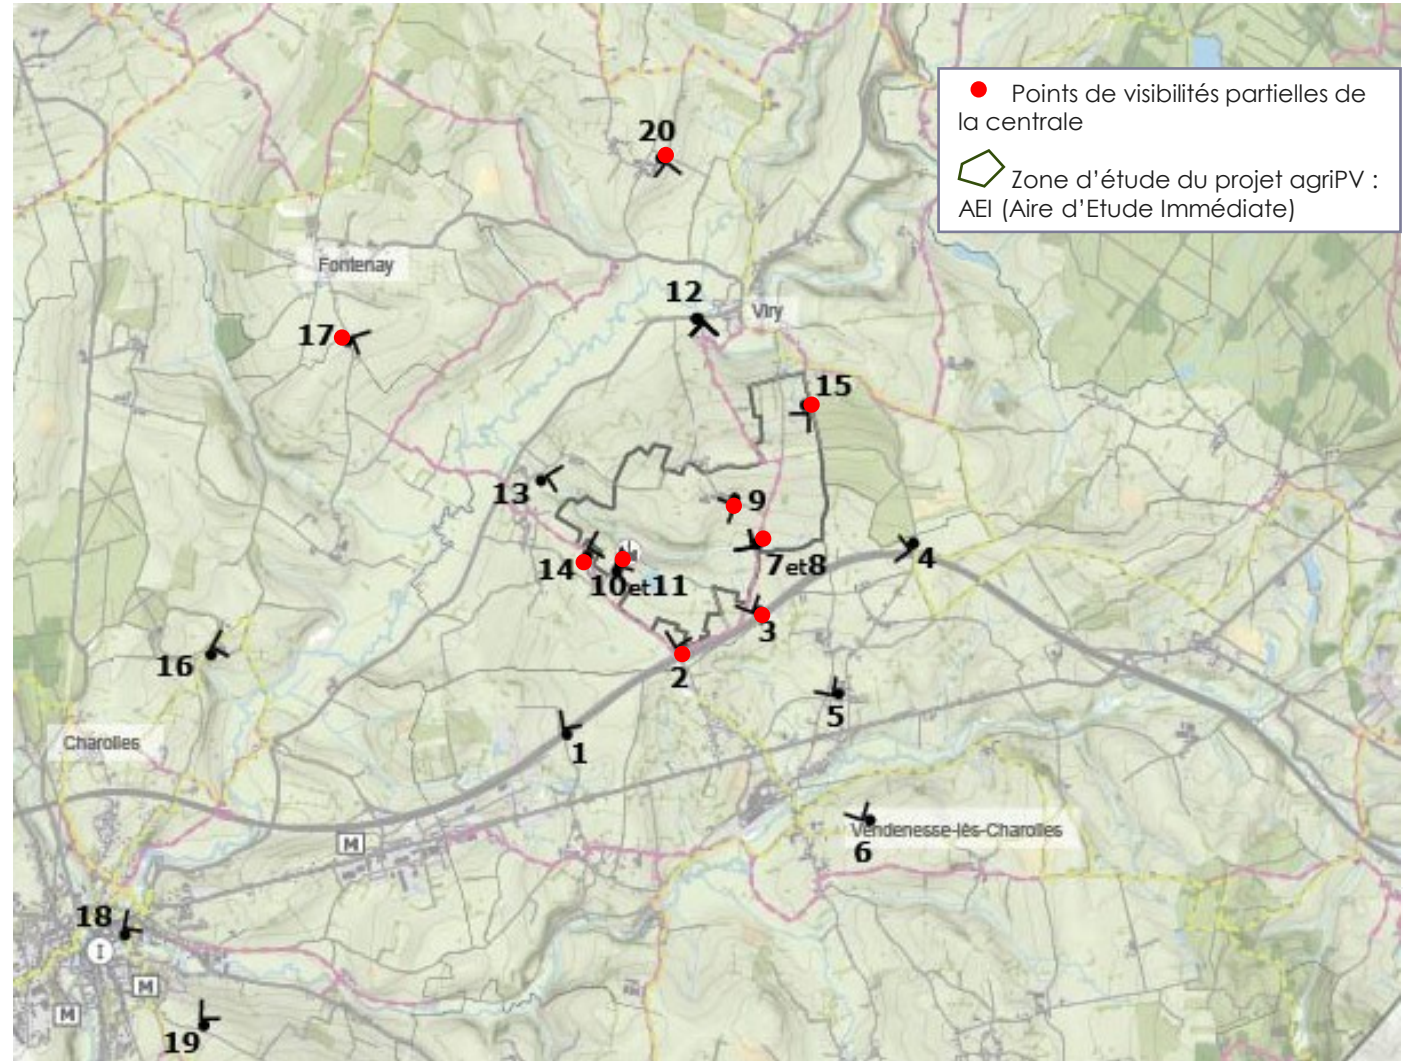 Points de visibilités partielles de
la centrale
Zone d'étude du projet agriPV :
AEI (Aire d'Etude Immédiate)
20
Fontenay
12
Viry
17
15
13
9
14
10et11
7et8
4
3
16
2
5
Charolles
1
M
Vendenesse-lès-Charolles
6
18
I
M
M
19